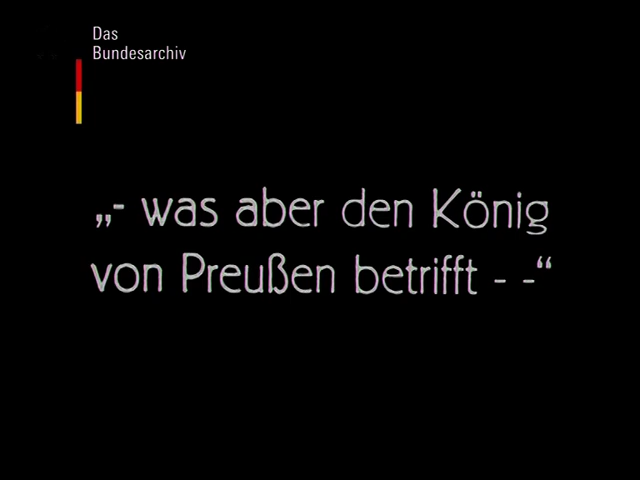 Das
Bundesarchiv
„- was aber den König
von Preußen betrifft - -“